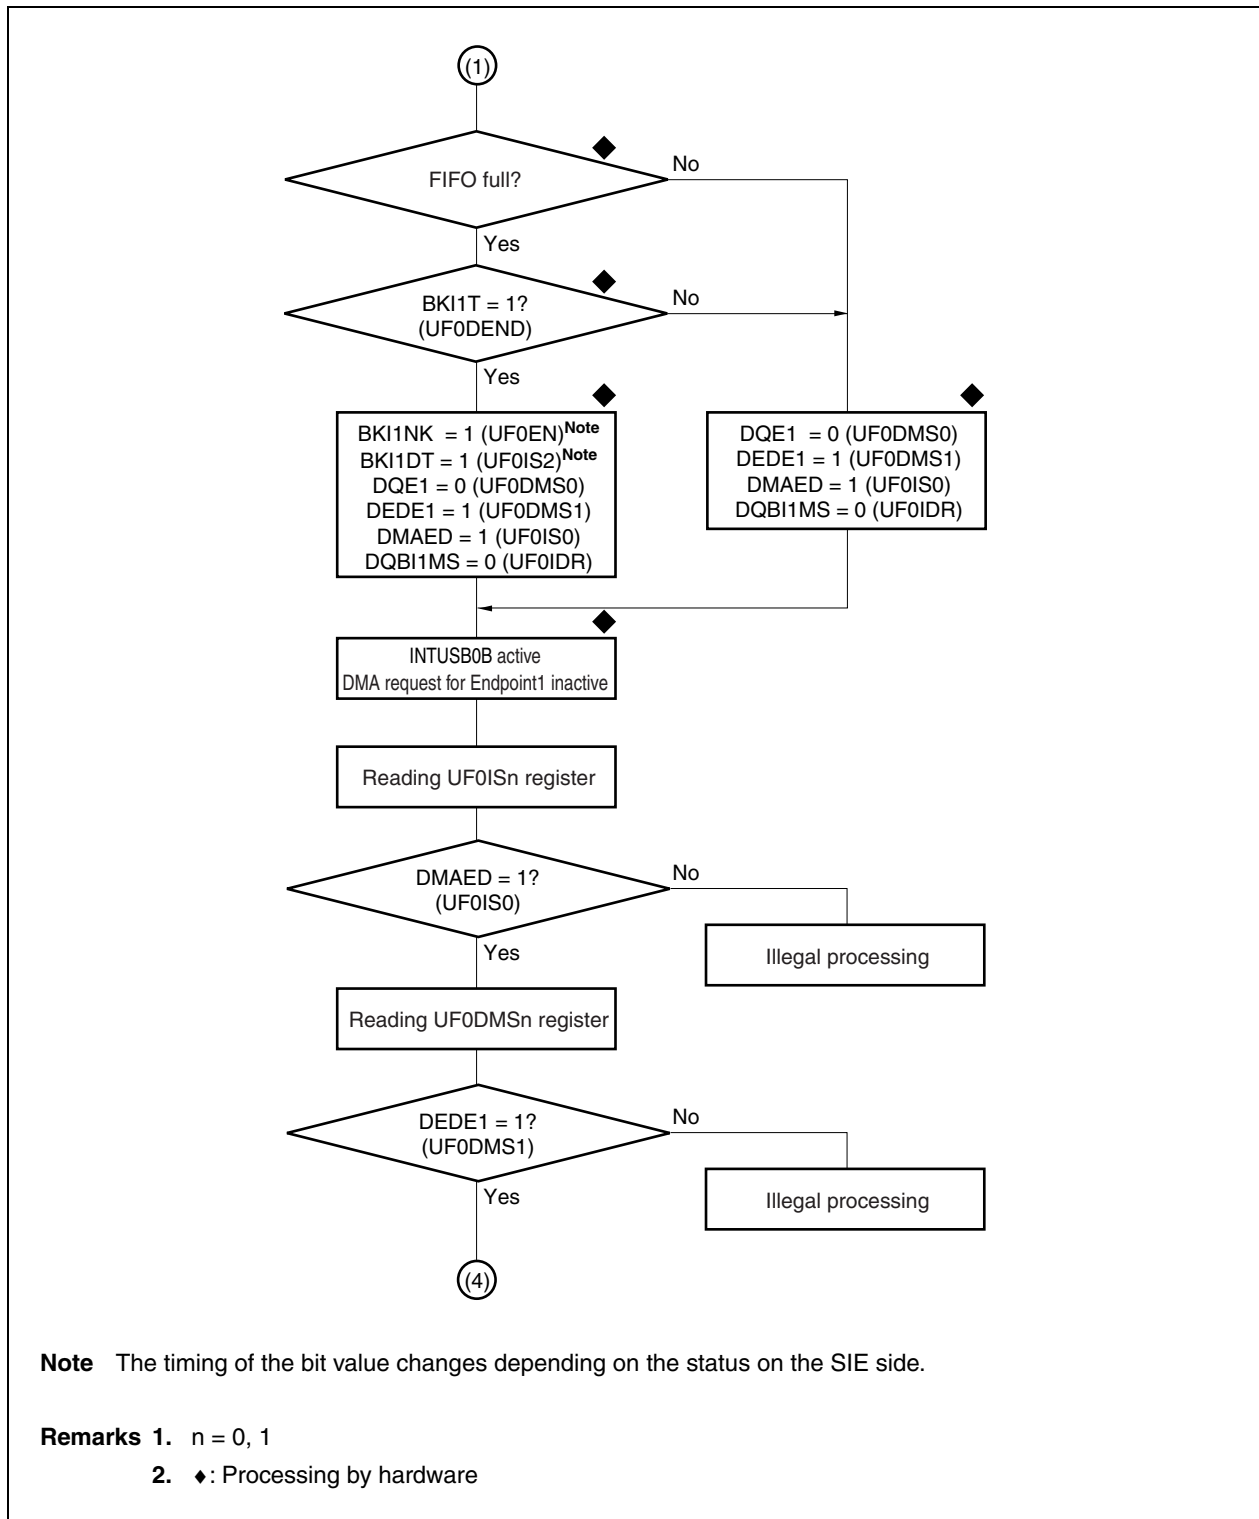 (1)
FIFO full?
No
Yes
BKI1T = 1?
(UF0DEND)
No
Yes
BKI1NK = 1 (UF0EN)Note
BKI1DT = 1 (UF0IS2)Note
DQE1 = 0 (UF0DMS0)
DEDE1 = 1 (UF0DMS1)
DMAED = 1 (UF0IS0)
DQBI1MS = 0 (UF0IDR)
DQE1 = 0 (UF0DMS0)
DEDE1 = 1 (UF0DMS1)
DMAED = 1 (UF0IS0)
DQBI1MS = 0 (UF0IDR)
INTUSB0B active
DMA request for Endpoint1 inactive
Reading UF0ISn register
DMAED = 1?
(UF0IS0)
No
Illegal processing
Yes
Reading UF0DMSn register
DEDE1 = 1?
(UF0DMS1)
No
Illegal processing
Yes
(4)
Note The timing of the bit value changes depending on the status on the SIE side.
Remarks 1. n = 0, 1
2. ♦: Processing by hardware